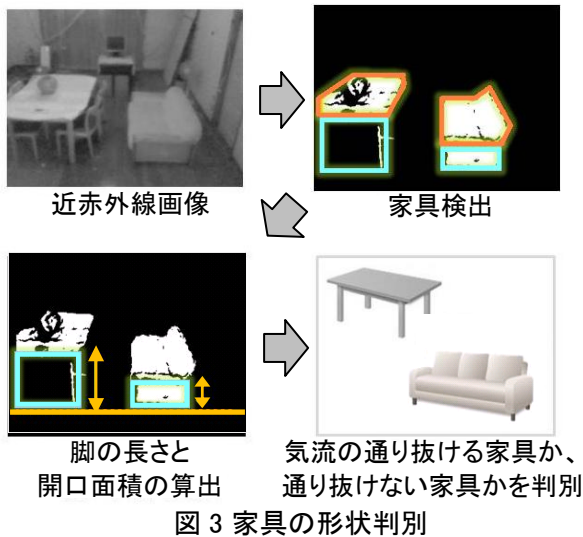 近赤外線画像
家具検出
脚の長さと
開口面積の算出
気流の通り抜ける家具か、
通り抜けない家具かを判別
図 3 家具の形状判別